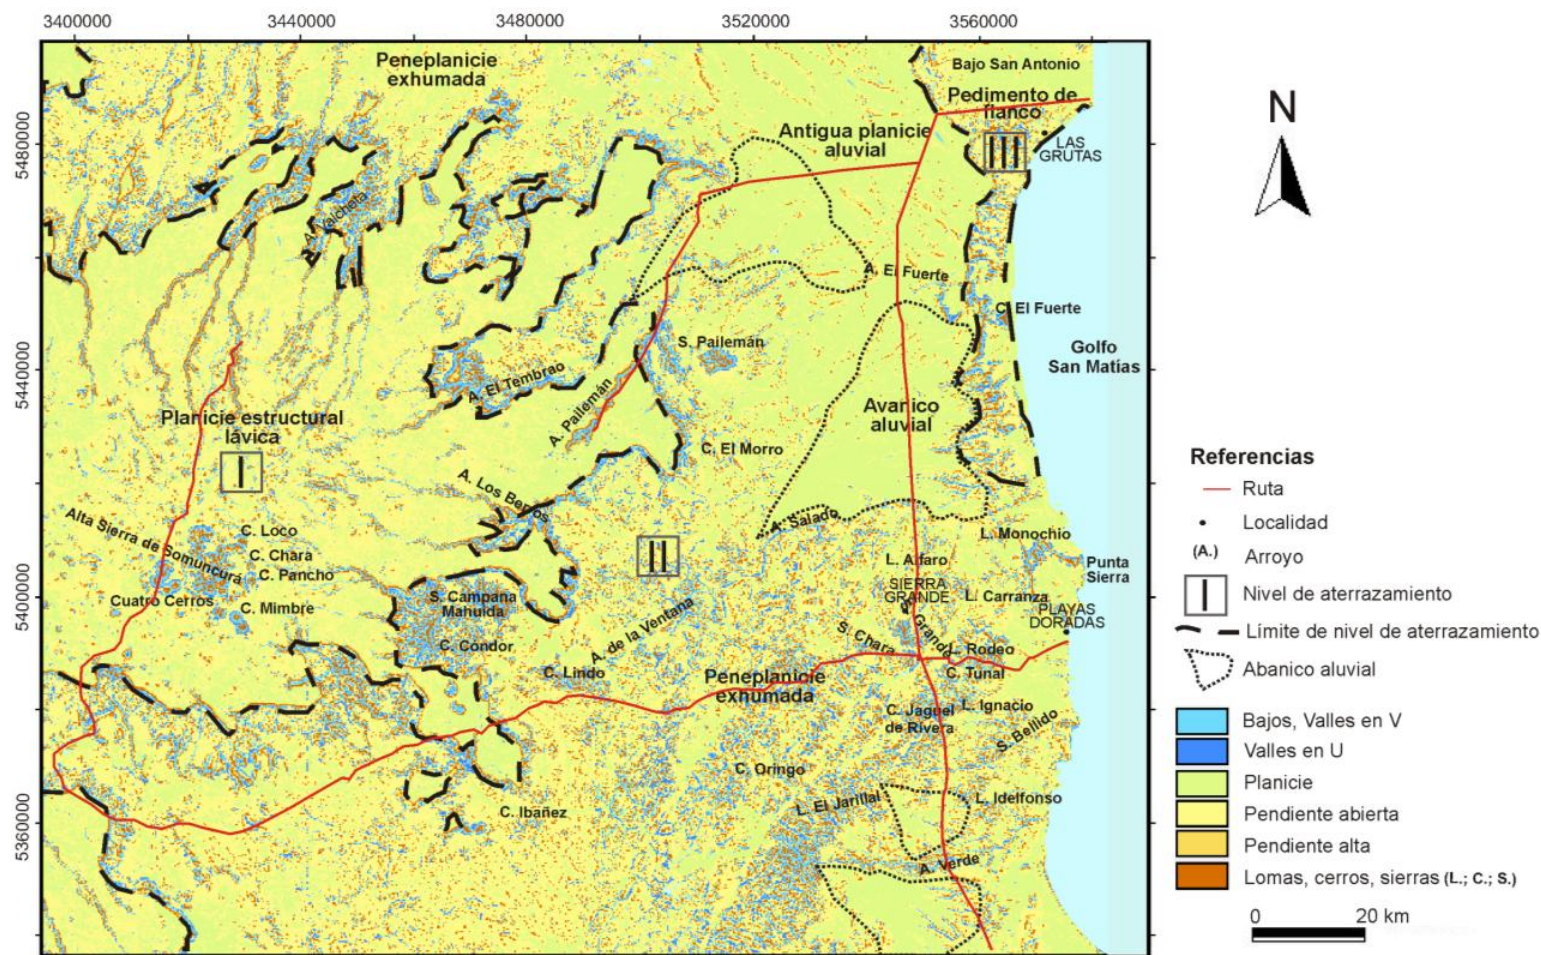 3400000
3440000
3480000
3520000
3560000
5480000
5440000
5400000
5360000
Peneplanicie
exhumada
Bajo San Antonio
Pedimento de
flanco
Antigua planicie
aluvial
III
LAS
GRUTAS
Valcheta
A. El Fuerte
C. El Fuerte
Golfo
San Matías
S. Pailemán
A. El Tembrao
A. Pailemán
Planicie estructural
lávica
I
Avanico
aluvial
C. El Morro
A. Los Berros
A. Salado
Alta Sierra de Somuncurá
C. Loco
C. Chara
C. Pancho
Cuatro Cerros
C. Mimbre
II
L. Monochio
Punta
Sierra
L. Alfaro
SIERRA
GRANDE
L. Carranza
PLAYAS
DORADAS
S. Campana
Mahuida
C. Cóndor
A. de la Ventana
C. Lindo
S. Chara
S. Grande
L. Rodeo
C. Tunal
Peneplanicie
exhumada
C. Jaguel
de Rivera
L. Ignacio
S. Bellido
C. Oringo
L. El Jarillal
L. Idelfonso
C. Ibañez
A. Verde
N
Referencias
Ruta
Localidad
(A.) Arroyo
I Nivel de aterrazamiento
Límite de nivel de aterrazamiento
Abanico aluvial
Bajos, Valles en V
Valles en U
Planicie
Pendiente abierta
Pendiente alta
Lomas, cerros, sierras (L.; C.; S.)
0 20 km